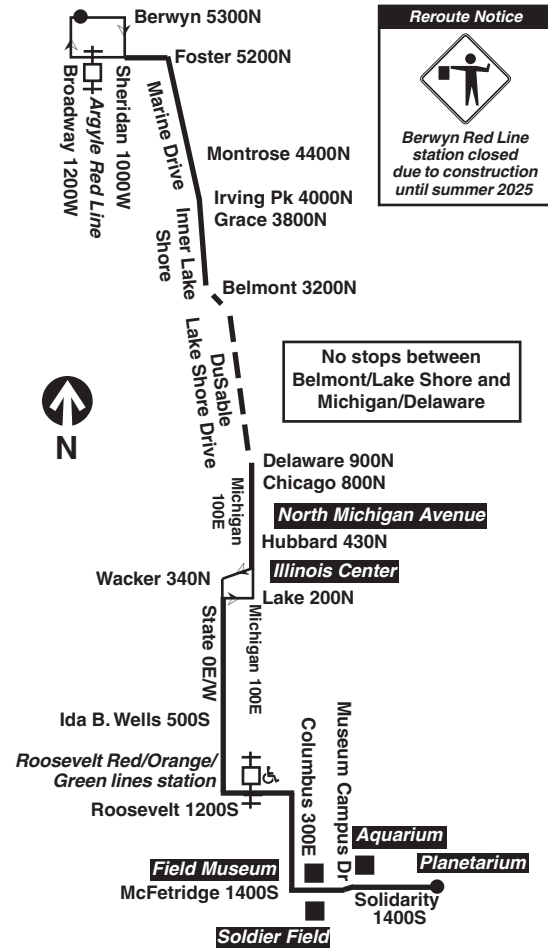 Berwyn 5300N
Foster 5200N
Broadway 1200W
Argyle Red Line
Sheridan 1000W
Marine Drive
Montrose 4400N
Irving Pk 4000N
Grace 3800N
Inner Lake
Shore
Belmont 3200N
Reroute Notice
Berwyn Red Line
station closed
due to construction
until summer 2025
DuSable
Lake Shore Drive
No stops between
Belmont/Lake Shore and
Michigan/Delaware
N
Delaware 900N
Chicago 800N
Michigan
100E
North Michigan Avenue
Hubbard 430N
Illinois Center
Wacker 340N
Lake 200N
State 0E/W
Michigan 100E
Ida B. Wells 500S
Roosevelt Red/Orange/
Green lines station
Roosevelt 1200S
Columbus 300E
Museum Campus Dr
Aquarium
Planetarium
Field Museum
McFetridge 1400S
Solidarity
1400S
Soldier Field